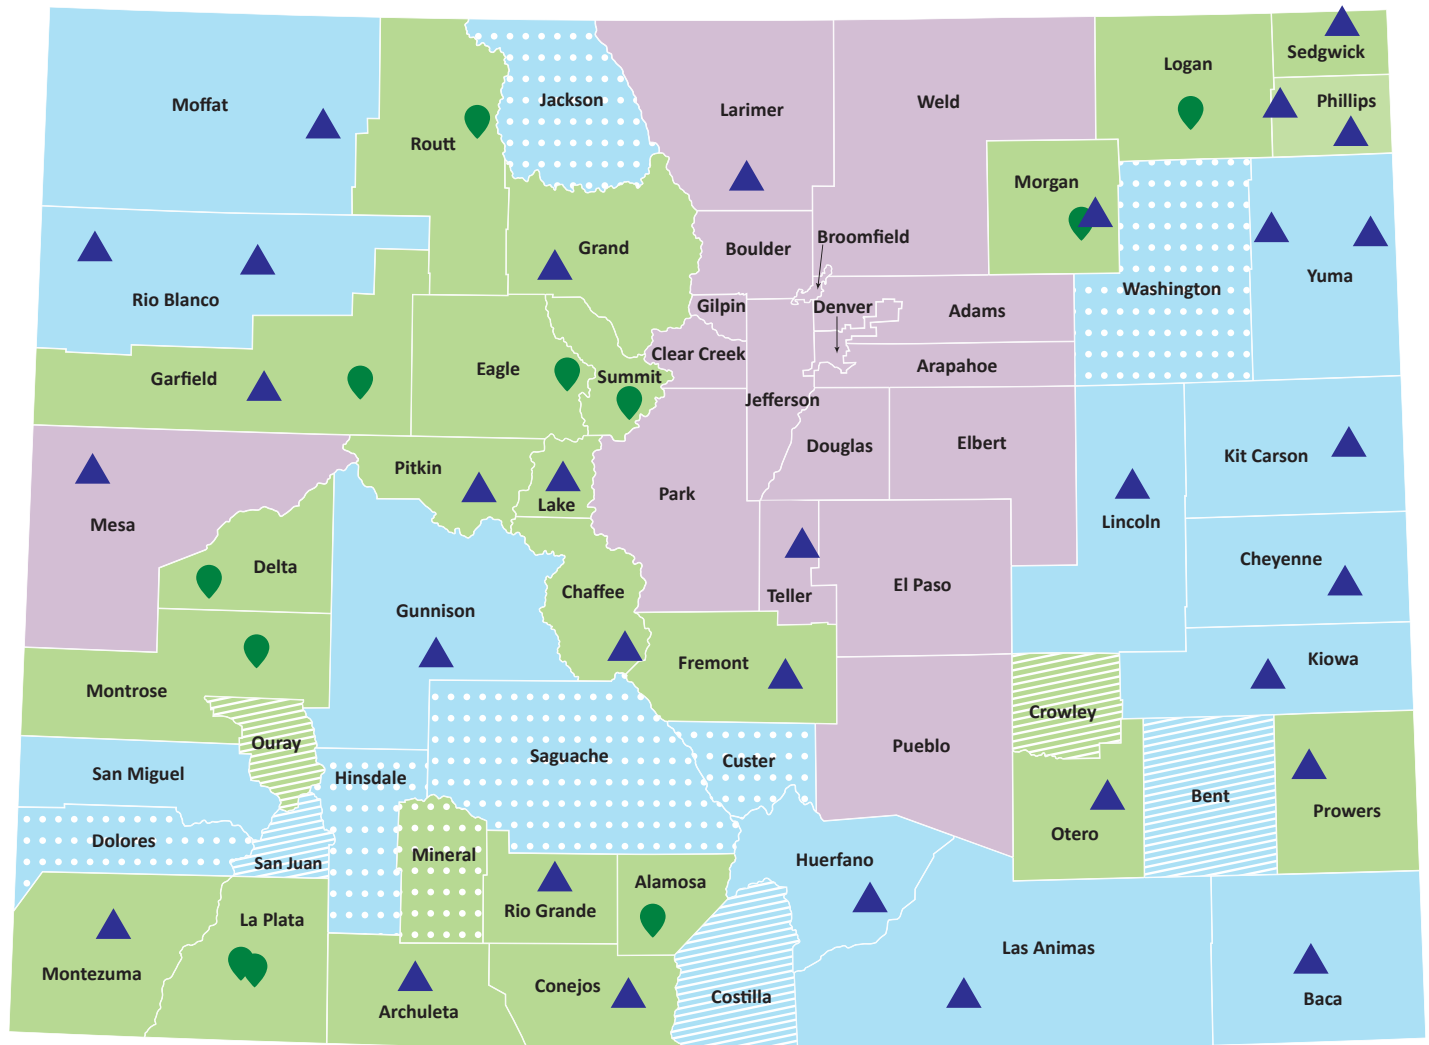 Sedgwick
Logan
Moffat
Jackson
Larimer
Weld
Phillips
Routt
Morgan
Grand
Boulder
Broomfield
Rio Blanco
Washington
Yuma
Gilpin
Denver
Adams
Clear Creek
Garfield
Eagle
Summit
Arapahoe
Jefferson
Douglas
Elbert
Pitkin
Kit Carson
Lake
Park
Mesa
Lincoln
Delta
Cheyenne
Gunnison
Chaffee
Teller
El Paso
Montrose
Fremont
Kiowa
Crowley
Ouray
Pueblo
San Miguel
Hinsdale
Saguache
Custer
Bent
Prowers
Dolores
Otero
San Juan
Mineral
Huerfano
Rio Grande
Alamosa
La Plata
Las Animas
Montezuma
Archuleta
Conejos
Costilla
Baca